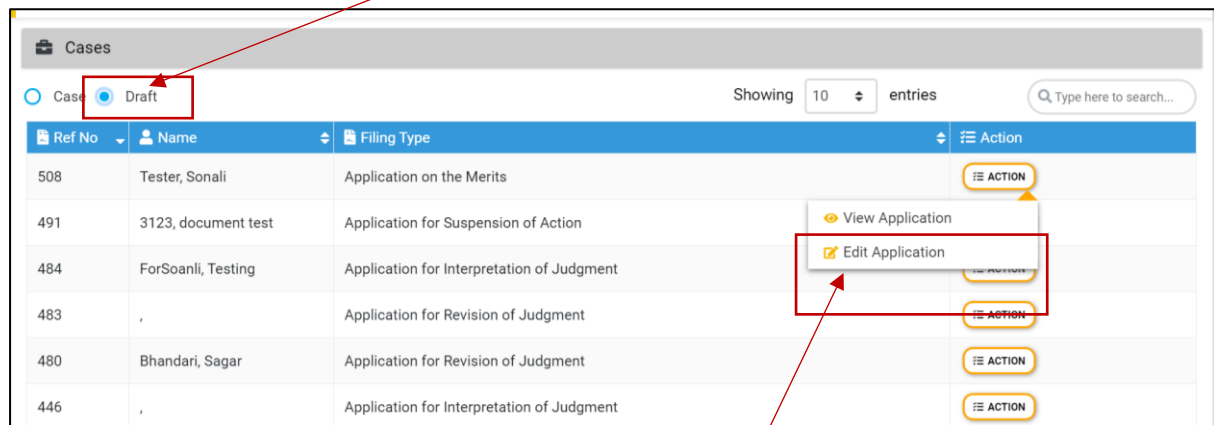 Cases
Case Draft Showing 10 entries Type here to search...
Ref No Name Filing Type Action
508 Tester, Sonali Application on the Merits ACTION
491 3123, document test Application for Suspension of Action View Application
Edit Application
484 ForSoanli, Testing Application for Interpretation of Judgment ACTION
483 , Application for Revision of Judgment ACTION
480 Bhandari, Sagar Application for Revision of Judgment ACTION
446 , Application for Interpretation of Judgment ACTION